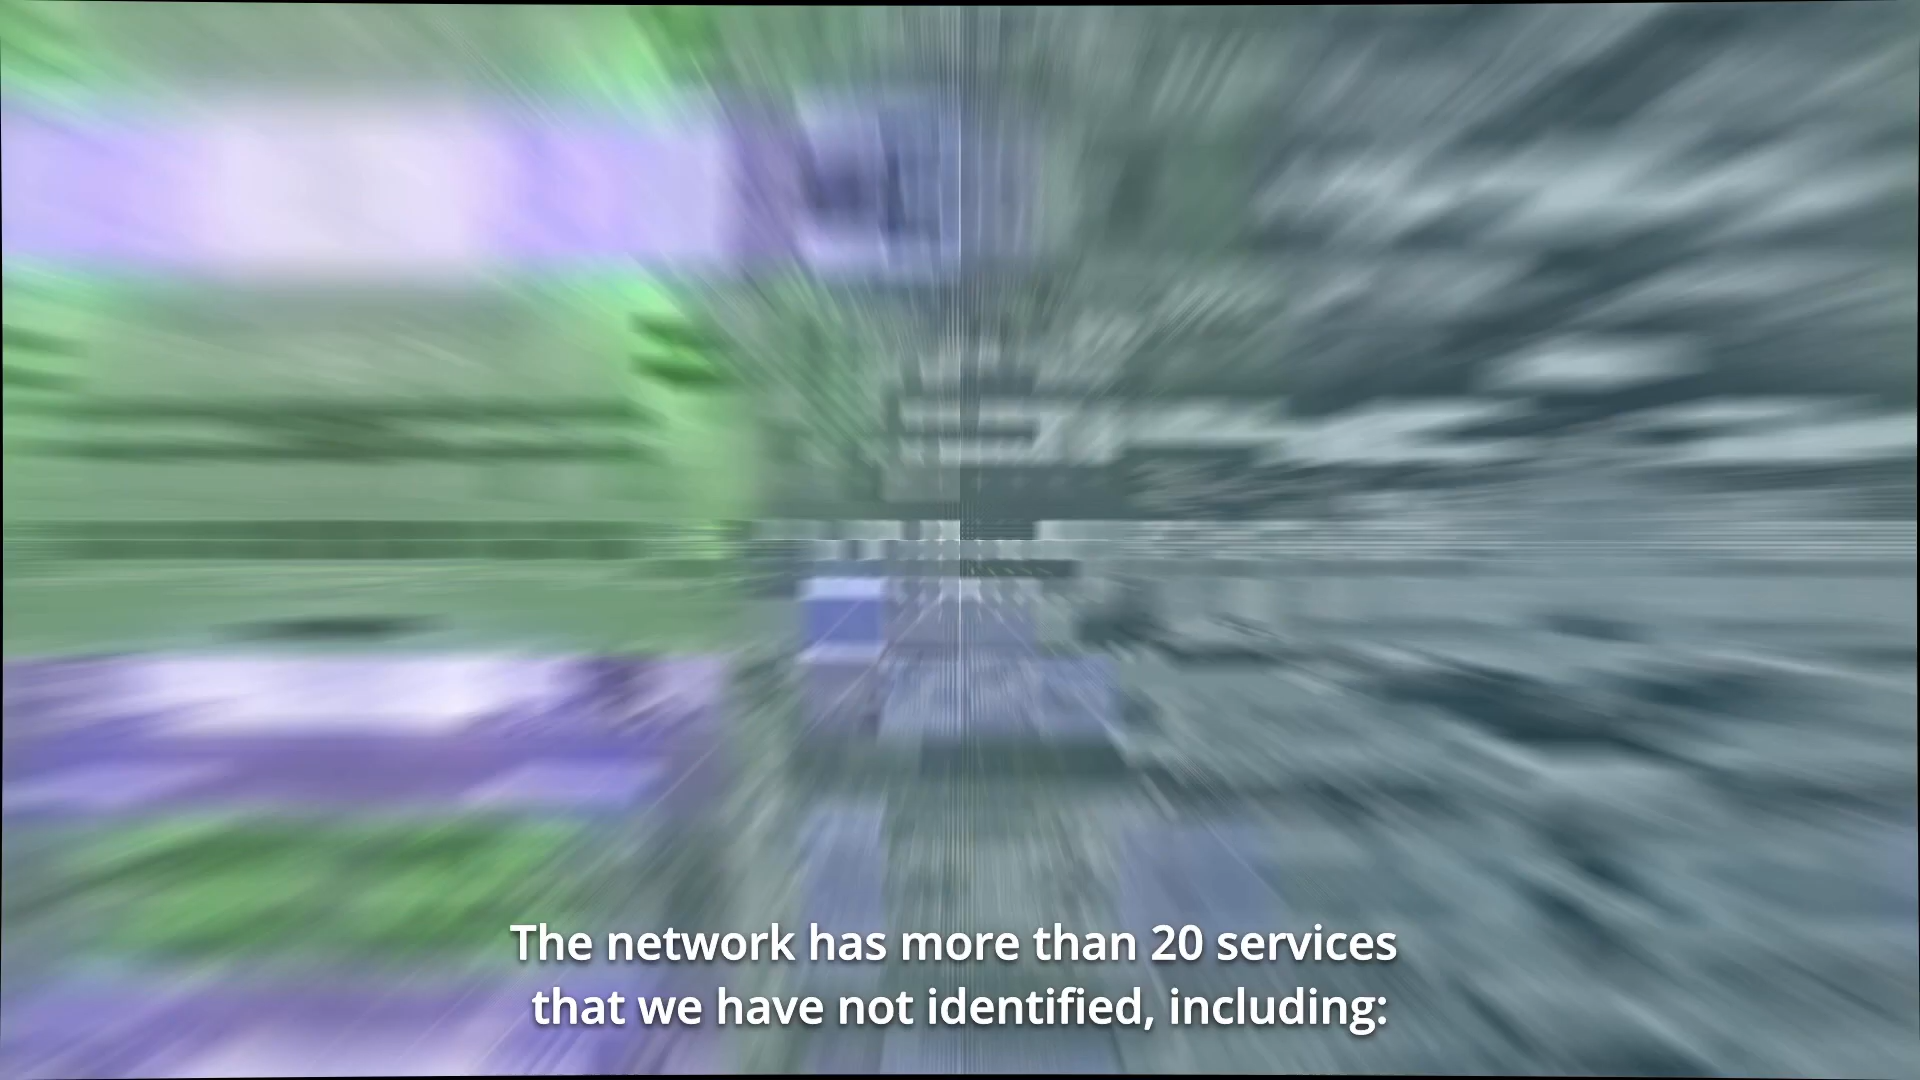 The network has more than 20 services
that we have not identified, including: